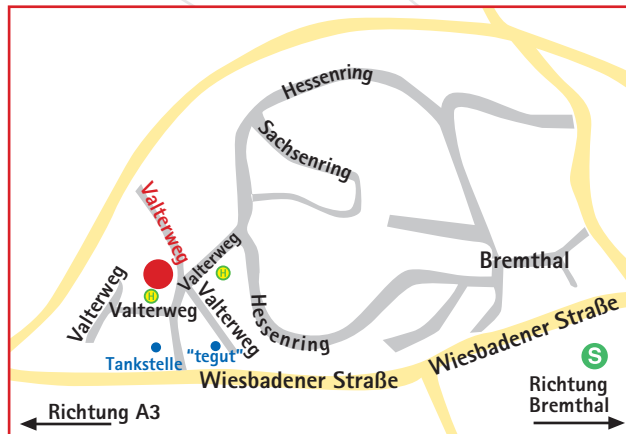 Hessenring
Sachsenring
Valterweg
Valterweg
Valterweg
H
H
Valterweg
Valterweg
Hessenring
Bremthal
Tankstelle
"tegut"
Wiesbadener Straße
Wiesbadener Straße
S
Richtung A3
Richtung
Bremthal